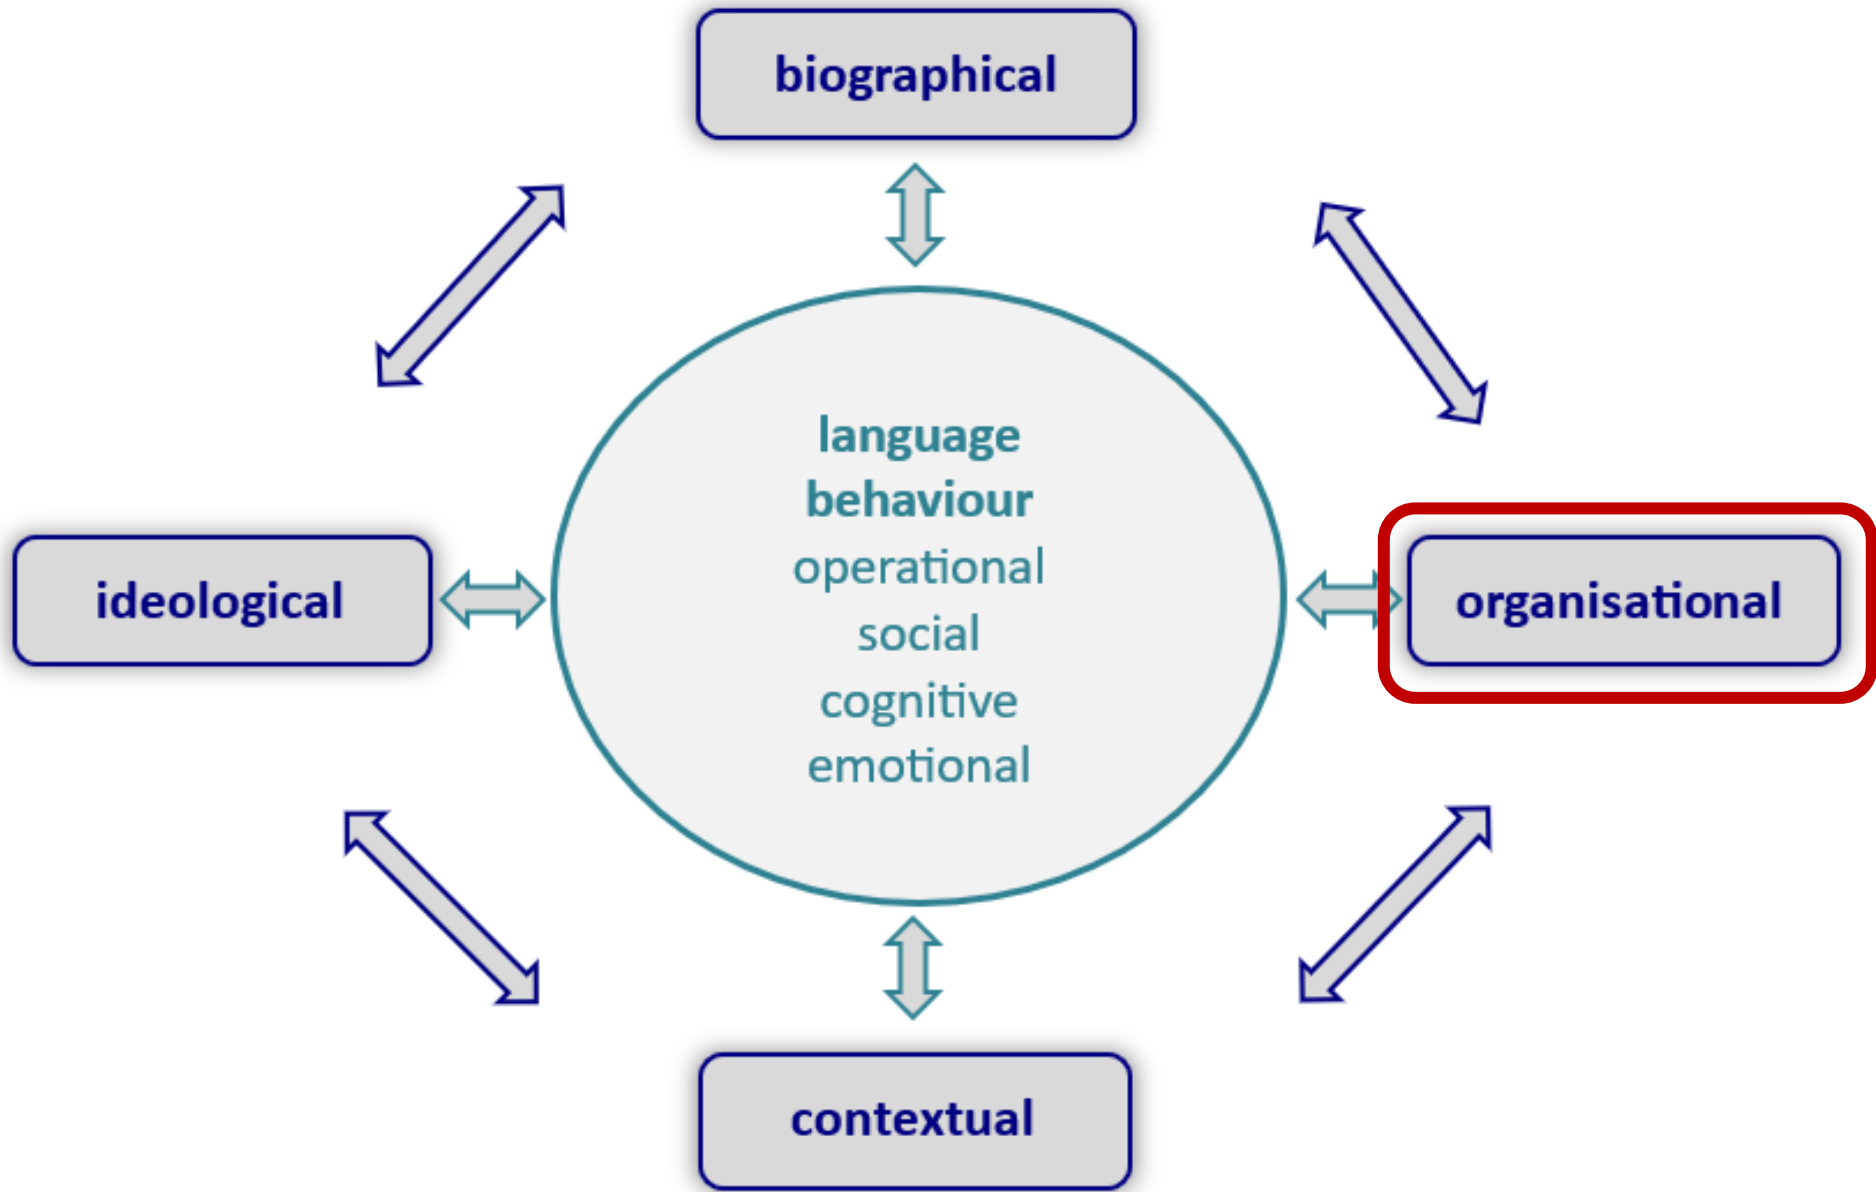 biographical
language
behaviour
operational
social
cognitive
emotional
ideological
organisational
contextual